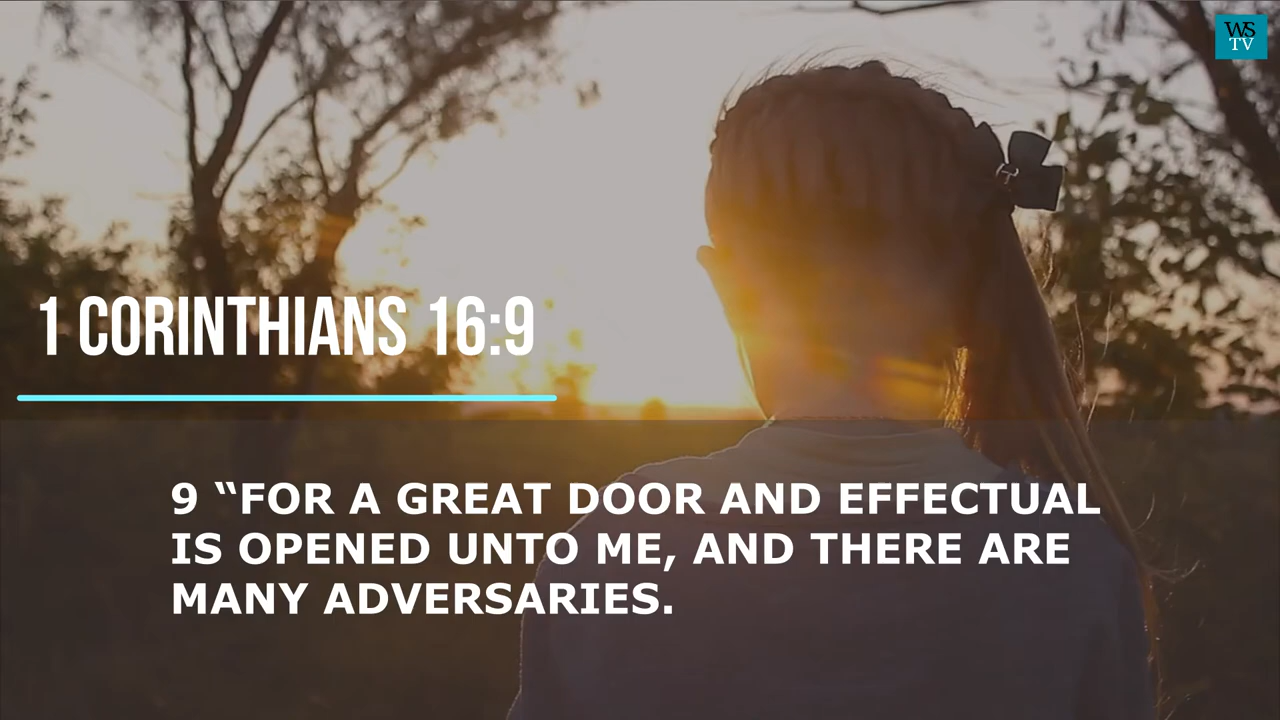 WS
TV
1 CORINTHIANS 16:9
9 “FOR A GREAT DOOR AND EFFECTUAL
IS OPENED UNTO ME, AND THERE ARE
MANY ADVERSARIES.